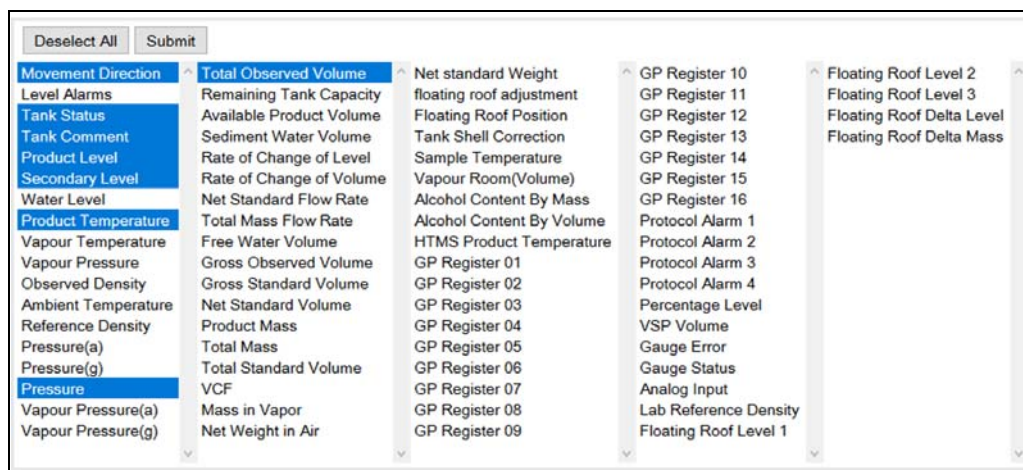 Deselect All
Submit
Movement Direction
Level Alarms
Tank Status
Tank Comment
Product Level
Secondary Level
Water Level
Product Temperature
Vapour Temperature
Vapour Pressure
Observed Density
Ambient Temperature
Reference Density
Pressure(a)
Pressure(g)
Pressure
Vapour Pressure(a)
Vapour Pressure(g)
Total Observed Volume
Remaining Tank Capacity
Available Product Volume
Sediment Water Volume
Rate of Change of Level
Rate of Change of Volume
Net Standard Flow Rate
Total Mass Flow Rate
Free Water Volume
Gross Observed Volume
Gross Standard Volume
Net Standard Volume
Product Mass
Total Mass
Total Standard Volume
VCF
Mass in Vapor
Net Weight in Air
Net standard Weight
floating roof adjustment
Floating Roof Position
Tank Shell Correction
Sample Temperature
Vapour Room(Volume)
Alcohol Content By Mass
Alcohol Content By Volume
HTMS Product Temperature
GP Register 01
GP Register 02
GP Register 03
GP Register 04
GP Register 05
GP Register 06
GP Register 07
GP Register 08
GP Register 09
GP Register 10
GP Register 11
GP Register 12
GP Register 13
GP Register 14
GP Register 15
GP Register 16
Protocol Alarm 1
Protocol Alarm 2
Protocol Alarm 3
Protocol Alarm 4
Percentage Level
VSP Volume
Gauge Error
Gauge Status
Analog Input
Lab Reference Density
Floating Roof Level 1
Floating Roof Level 2
Floating Roof Level 3
Floating Roof Delta Level
Floating Roof Delta Mass